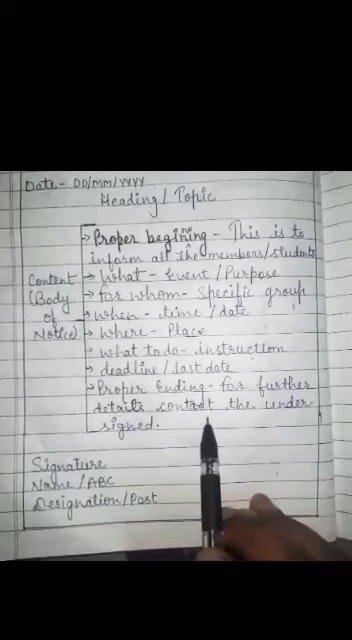 Date - DD/MM/YYYY
Heading / Topic
→ Proper begining - This is to
inform all the members/students
Content → What - Event / Purpose
(Body → for whom - Specific group
of → when - time / date
Notice) → Where - Place
→ what to do - instruction
→ deadline / last date
→ Proper Ending - for further
details contact the under-
signed.
Signature
Name / ABC
Designation / Post